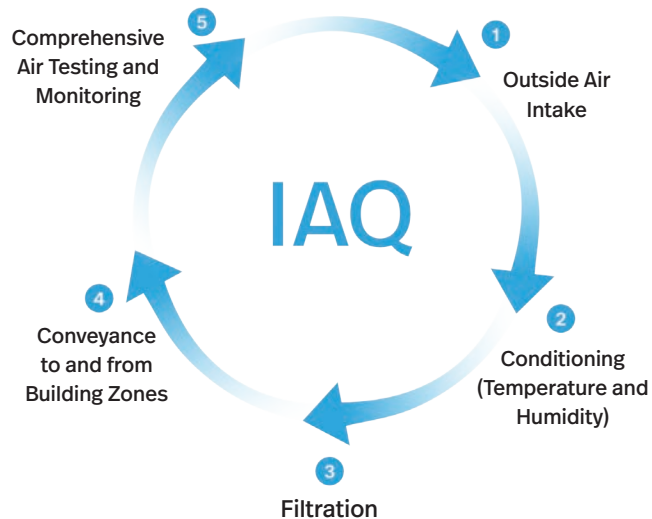 IAQ
1
Outside Air
Intake
2
Conditioning
(Temperature and
Humidity)
3
Filtration
4
Conveyance
to and from
Building Zones
5
Comprehensive
Air Testing and
Monitoring